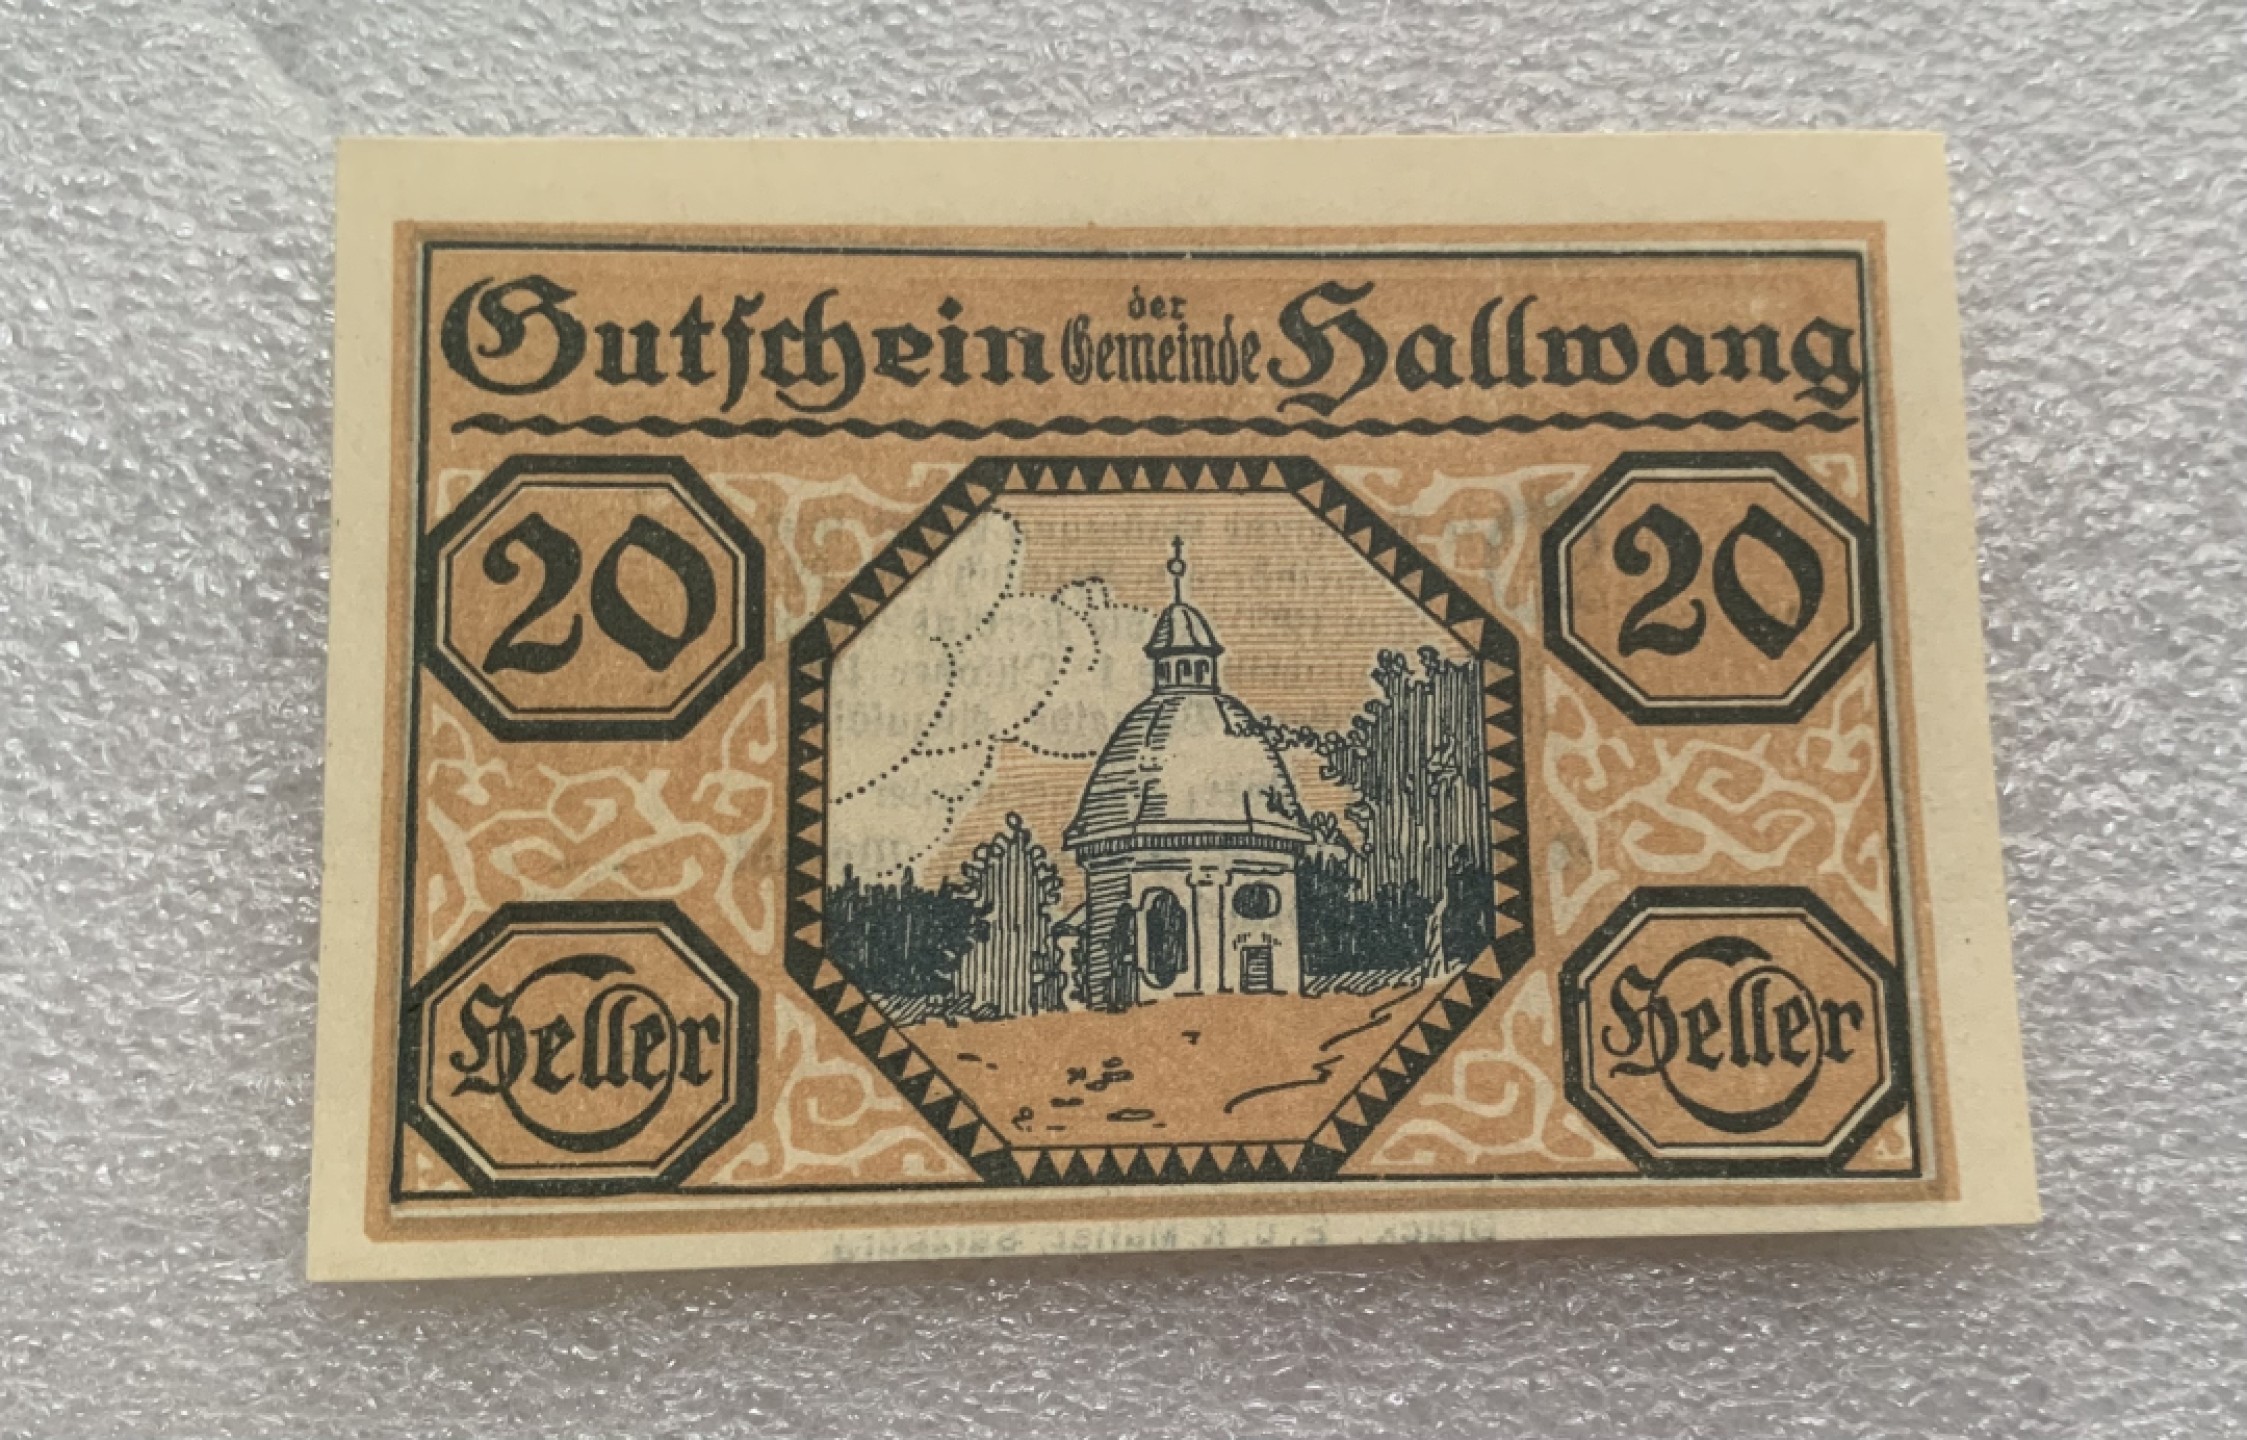 Gutschein der Gemeinde Hallwang
20 20
Heller Heller